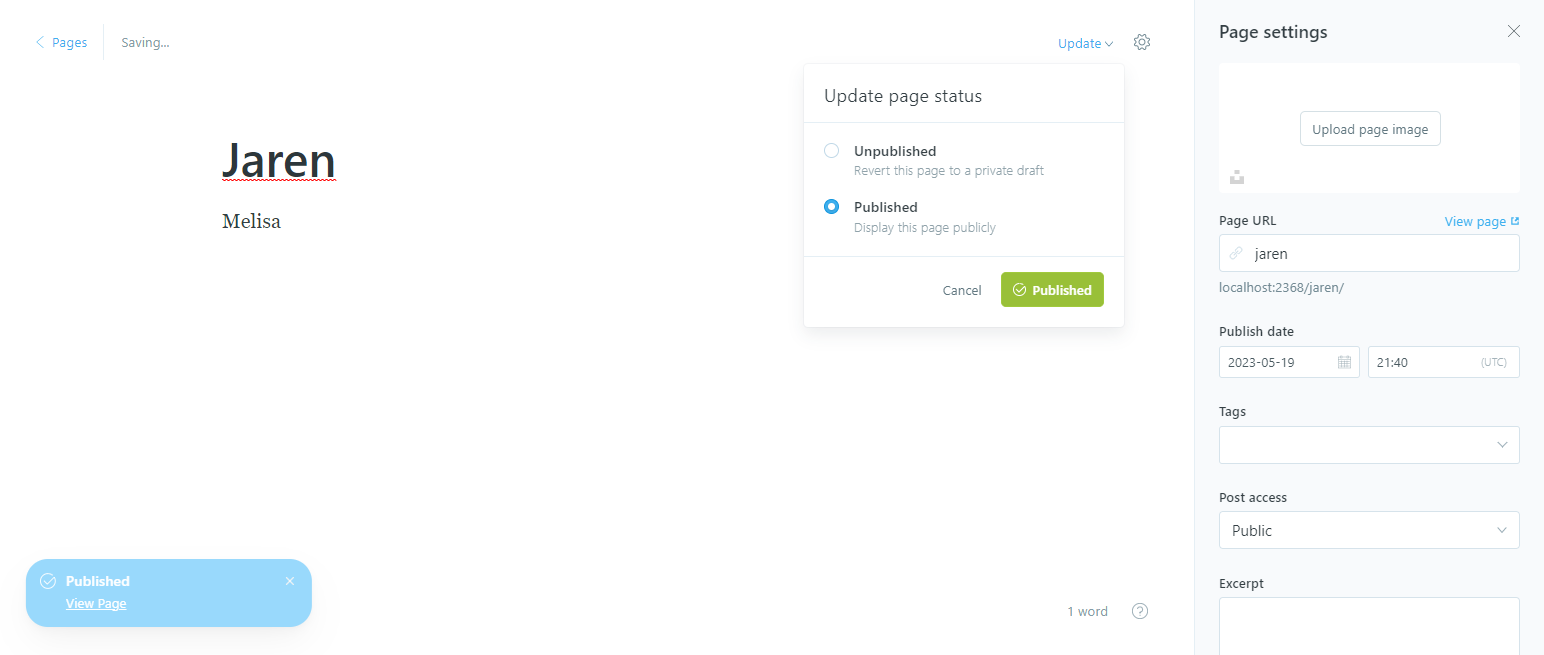 Pages
Saving...
Update
Update page status
Unpublished
Revert this page to a private draft
Published
Display this page publicly
Cancel
Published
Jaren
Melisa
Published
View Page
1 word
?
Page settings
Upload page image
Page URL
View page
jaren
localhost:2368/jaren/
Publish date
2023-05-19
21:40
(UTC)
Tags
Post access
Public
Excerpt